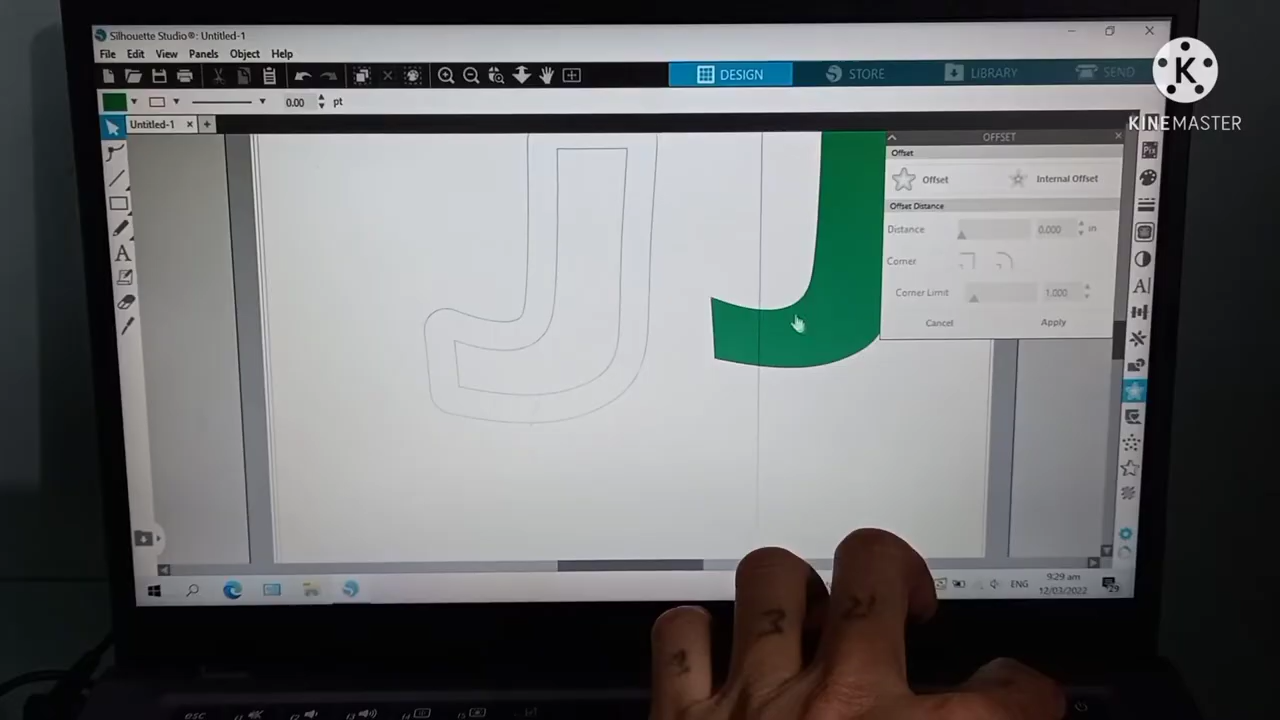 Silhouette Studio®: Untitled-1
File Edit View Panels Object Help
DESIGN STORE LIBRARY SEND
K
KINEMASTER
0.00 pt
Untitled-1
OFFSET
Offset
Offset Internal Offset
Offset Distance
Distance 0.000 in
Corner
Corner Limit 1.000
Cancel Apply
ENG
9:29 am
12/03/2022
29
esc